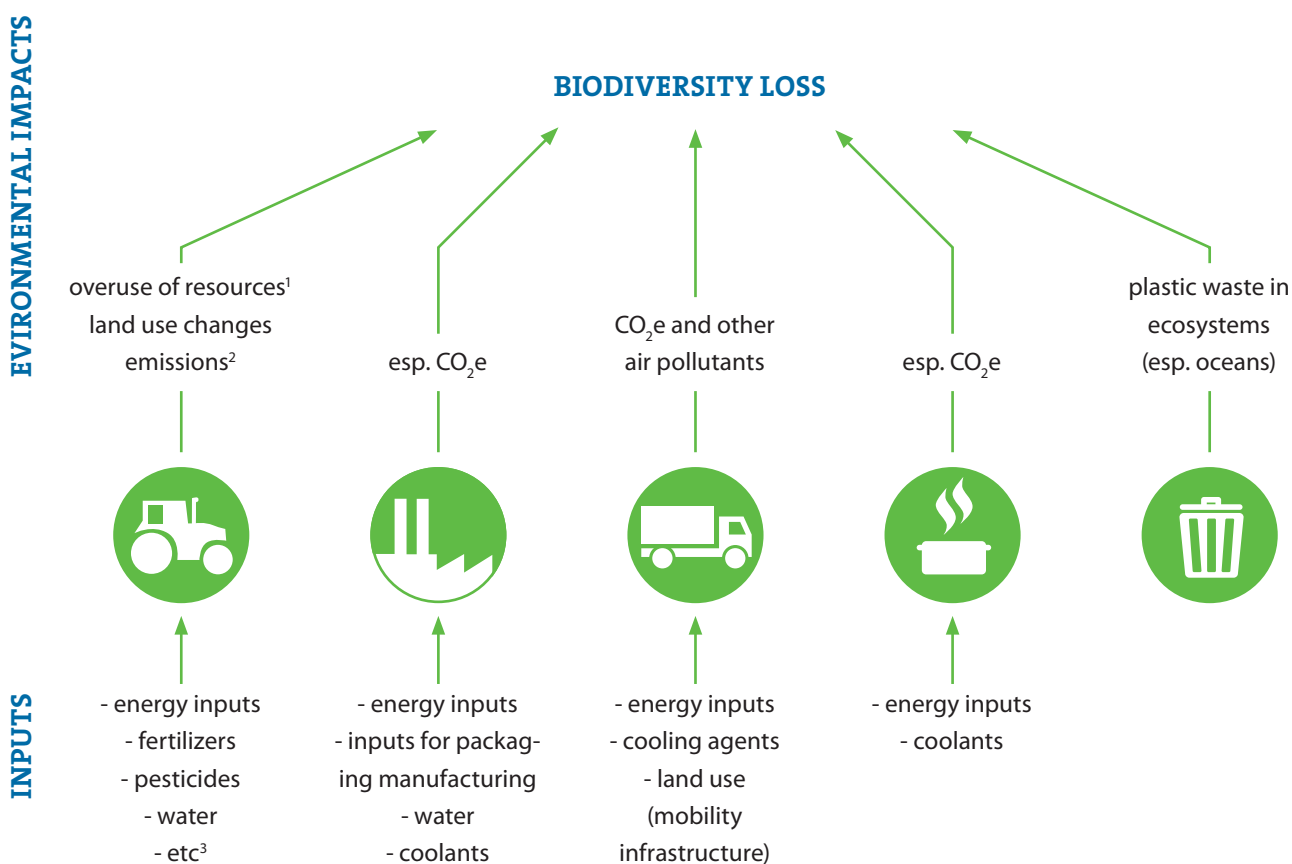 EVIRONMENTAL IMPACTS
BIODIVERSITY LOSS
overuse of resources¹
land use changes
emissions²
esp. CO₂e
CO₂e and other
air pollutants
esp. CO₂e
plastic waste in
ecosystems
(esp. oceans)
INPUTS
- energy inputs
- fertilizers
- pesticides
- water
- etc³
- energy inputs
- inputs for packag-
ing manufacturing
- water
- coolants
- energy inputs
- cooling agents
- land use
(mobility
infrastructure)
- energy inputs
- coolants